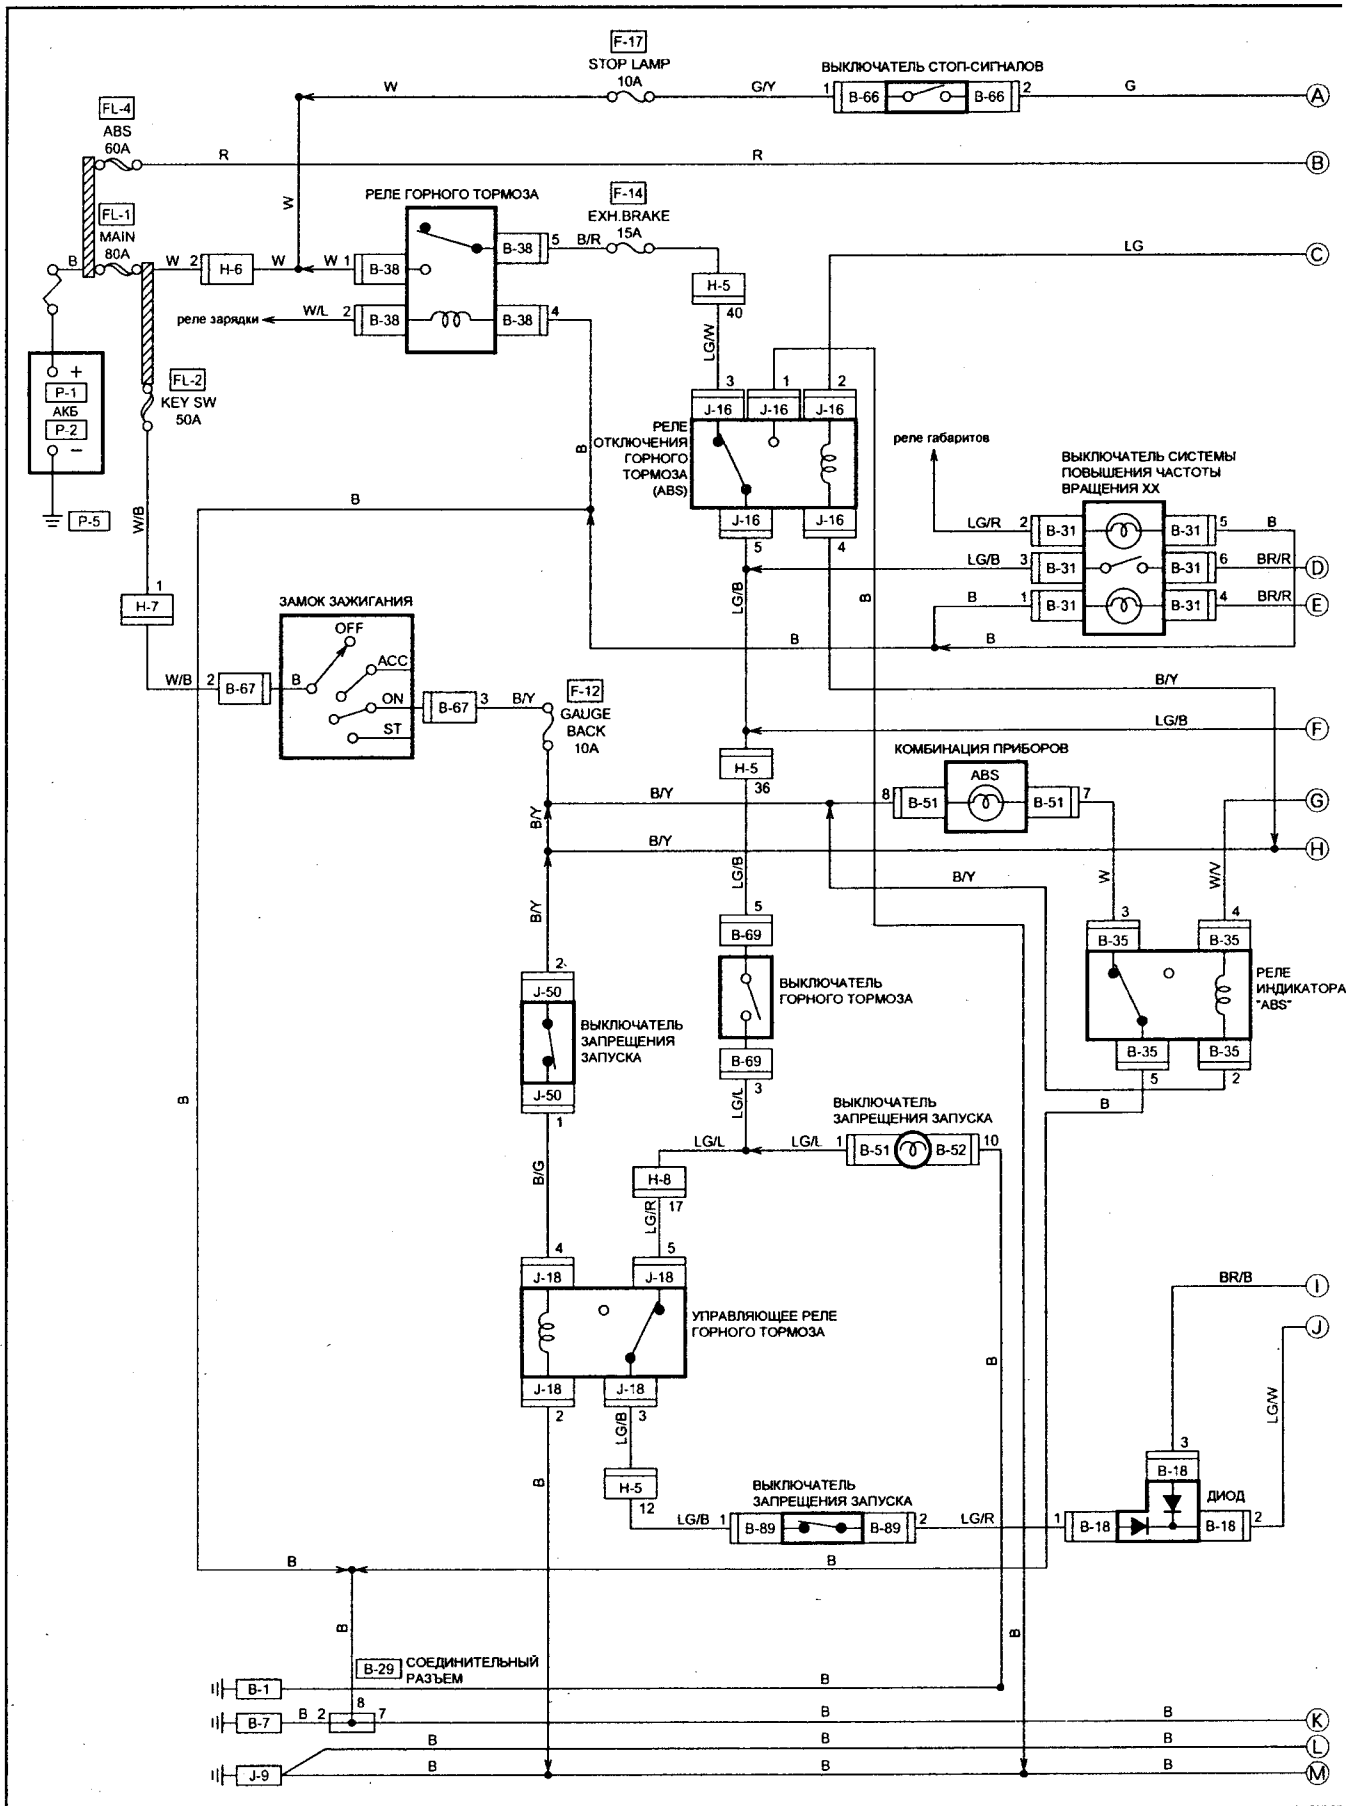 F-17
STOP LAMP
10A
ВЫКЛЮЧАТЕЛЬ СТОП-СИГНАЛОВ
W
G/Y
1
B-66
B-66
2
G
A
FL-4
ABS
60A
R
R
B
W
РЕЛЕ ГОРНОГО ТОРМОЗА
F-14
EXH.BRAKE
15A
FL-1
MAIN
80A
B
W
2
H-6
W
W
1
B-38
B-38
5
B/R
LG
C
H-5
40
реле зарядки
W/L
2
B-38
B-38
4
LG/W
+
P-1
АКБ
P-2
−
P-5
FL-2
KEY SW
50A
3
1
2
J-16
J-16
J-16
РЕЛЕ
ОТКЛЮЧЕНИЯ
ГОРНОГО
ТОРМОЗА
(ABS)
B
реле габаритов
ВЫКЛЮЧАТЕЛЬ СИСТЕМЫ
ПОВЫШЕНИЯ ЧАСТОТЫ
ВРАЩЕНИЯ ХХ
B
W/B
J-16
J-16
5
4
LG/R
2
B-31
B-31
5
B
LG/B
3
B-31
B-31
6
BR/R
D
B
1
B-31
B-31
4
BR/R
E
LG/B
B
1
H-7
ЗАМОК ЗАЖИГАНИЯ
OFF
ACC
ON
ST
B
B
W/B
2
B-67
B
B-67
3
B/Y
F-12
GAUGE
BACK
10A
B/Y
LG/B
F
H-5
36
КОМБИНАЦИЯ ПРИБОРОВ
ABS
B/Y
8
B-51
B-51
7
G
B/Y
B/Y
H
LG/B
B/Y
W
W/V
B/Y
5
B-69
3
4
B-35
B-35
2
J-50
ВЫКЛЮЧАТЕЛЬ
ГОРНОГО ТОРМОЗА
РЕЛЕ
ИНДИКАТОРА
"ABS"
ВЫКЛЮЧАТЕЛЬ
ЗАПРЕЩЕНИЯ
ЗАПУСКА
B-69
3
B-35
B-35
5
2
J-50
1
B
LG/L
B
ВЫКЛЮЧАТЕЛЬ
ЗАПРЕЩЕНИЯ ЗАПУСКА
LG/L
LG/L
1
B-51
B-52
10
B/G
H-8
17
LG/R
4
5
J-18
J-18
BR/B
I
УПРАВЛЯЮЩЕЕ РЕЛЕ
ГОРНОГО ТОРМОЗА
J
B
J-18
J-18
2
3
LG/B
LG/W
3
B-18
B
H-5
12
ВЫКЛЮЧАТЕЛЬ
ЗАПРЕЩЕНИЯ ЗАПУСКА
ДИОД
LG/B
1
B-89
B-89
2
LG/R
1
B-18
B-18
2
B
B
B
B
B-29
СОЕДИНИТЕЛЬНЫЙ
РАЗЪЕМ
B-1
B
8
B-7
B
2
7
B
B
K
B
B
L
J-9
B
B
M